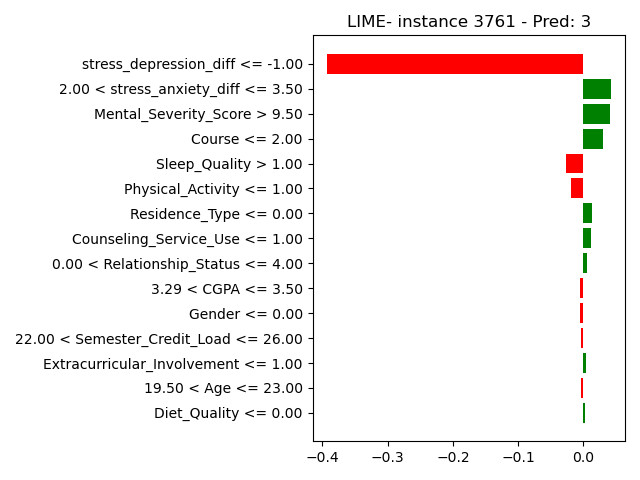 LIME- instance 3761 - Pred: 3
stress_depression_diff <= -1.00
2.00 < stress_anxiety_diff <= 3.50
Mental_Severity_Score > 9.50
Course <= 2.00
Sleep_Quality > 1.00
Physical_Activity <= 1.00
Residence_Type <= 0.00
Counseling_Service_Use <= 1.00
0.00 < Relationship_Status <= 4.00
3.29 < CGPA <= 3.50
Gender <= 0.00
22.00 < Semester_Credit_Load <= 26.00
Extracurricular_Involvement <= 1.00
19.50 < Age <= 23.00
Diet_Quality <= 0.00
−0.4 −0.3 −0.2 −0.1 0.0